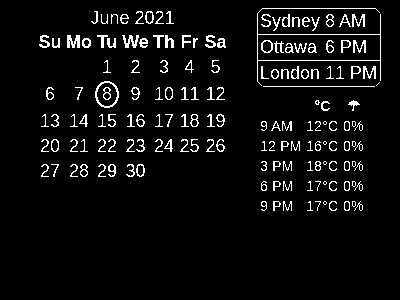 June 2021
Su Mo Tu We Th Fr Sa
1 2 3 4 5
6 7 8 9 10 11 12
13 14 15 16 17 18 19
20 21 22 23 24 25 26
27 28 29 30
Sydney 8 AM
Ottawa 6 PM
London 11 PM
°C ☂
9 AM 12°C 0%
12 PM 16°C 0%
3 PM 18°C 0%
6 PM 17°C 0%
9 PM 17°C 0%